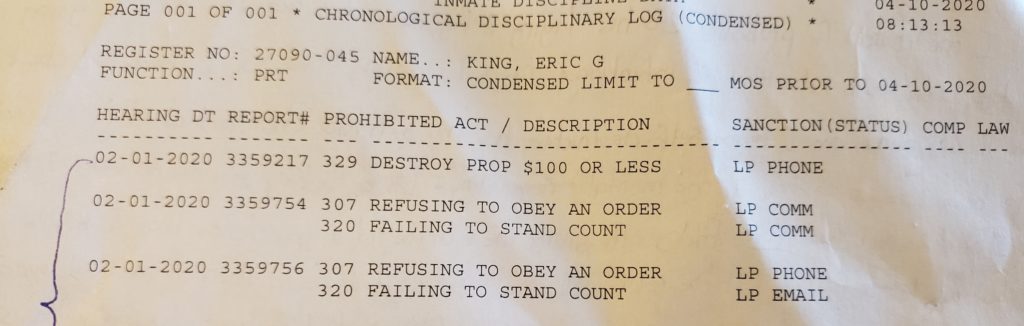 INMATE DISCIPLINE DATA * 04-10-2020
PAGE 001 OF 001 * CHRONOLOGICAL DISCIPLINARY LOG (CONDENSED) * 08:13:13
REGISTER NO: 27090-045 NAME..: KING, ERIC G
FUNCTION...: PRT FORMAT: CONDENSED LIMIT TO ___ MOS PRIOR TO 04-10-2020
HEARING DT REPORT# PROHIBITED ACT / DESCRIPTION SANCTION(STATUS) COMP LAW
---------- ------- --- ---------------------------------- ---------------- ---- ---
02-01-2020 3359217 329 DESTROY PROP $100 OR LESS LP PHONE
02-01-2020 3359754 307 REFUSING TO OBEY AN ORDER LP COMM
320 FAILING TO STAND COUNT LP COMM
02-01-2020 3359756 307 REFUSING TO OBEY AN ORDER LP PHONE
320 FAILING TO STAND COUNT LP EMAIL